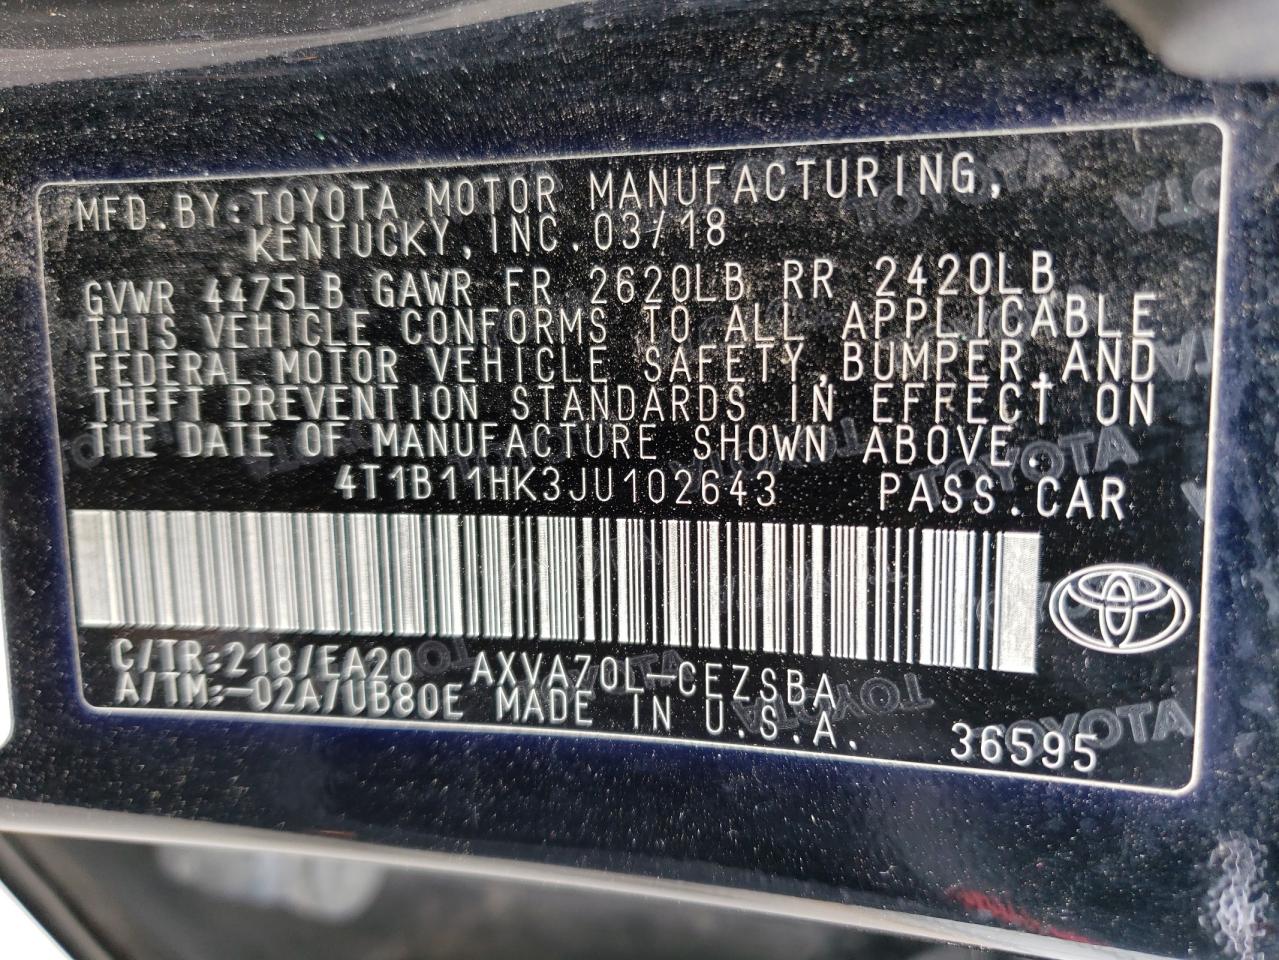 MFD.BY:TOYOTA MOTOR MANUFACTURING,
KENTUCKY,INC.03/18
GVWR 4475LB GAWR FR 2620LB RR 2420LB
THIS VEHICLE CONFORMS TO ALL APPLICABLE
FEDERAL MOTOR VEHICLE SAFETY,BUMPER,AND
THEFT PREVENTION STANDARDS IN EFFECT ON
THE DATE OF MANUFACTURE SHOWN ABOVE.
4T1B11HK3JU102643 PASS.CAR
C/TR:218/EA20 AXVA70L-CEZSBA
A/TM:-02A/UB80E MADE IN U.S.A.
36595